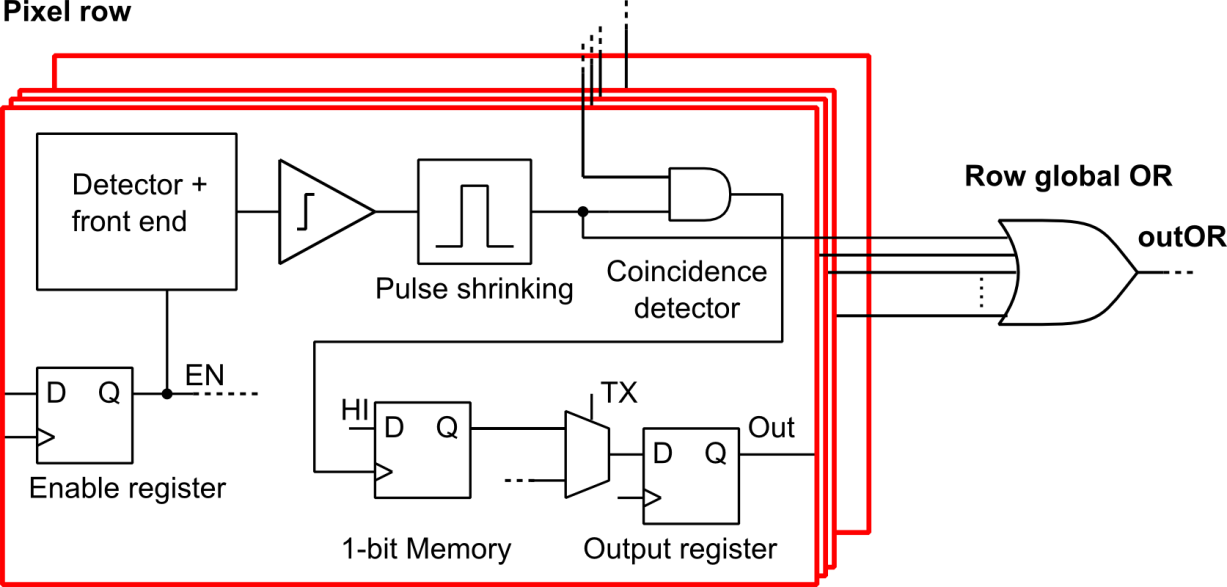 Pixel row
Detector +
front end
Pulse shrinking
Coincidence
detector
Row global OR
outOR
D Q
EN
Enable register
HI
D Q
TX
D Q
Out
1-bit Memory
Output register